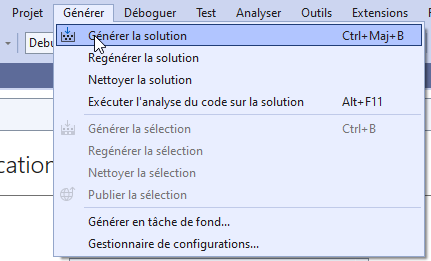 Projet Générer Déboguer Test Analyser Outils Extensions
Debu
Générer la solution Ctrl+Maj+B
Regénérer la solution
Nettoyer la solution
Exécuter l'analyse du code sur la solution Alt+F11
cation
Générer la sélection Ctrl+B
Regénérer la sélection
Nettoyer la sélection
Publier la sélection
Générer en tâche de fond...
Gestionnaire de configurations...